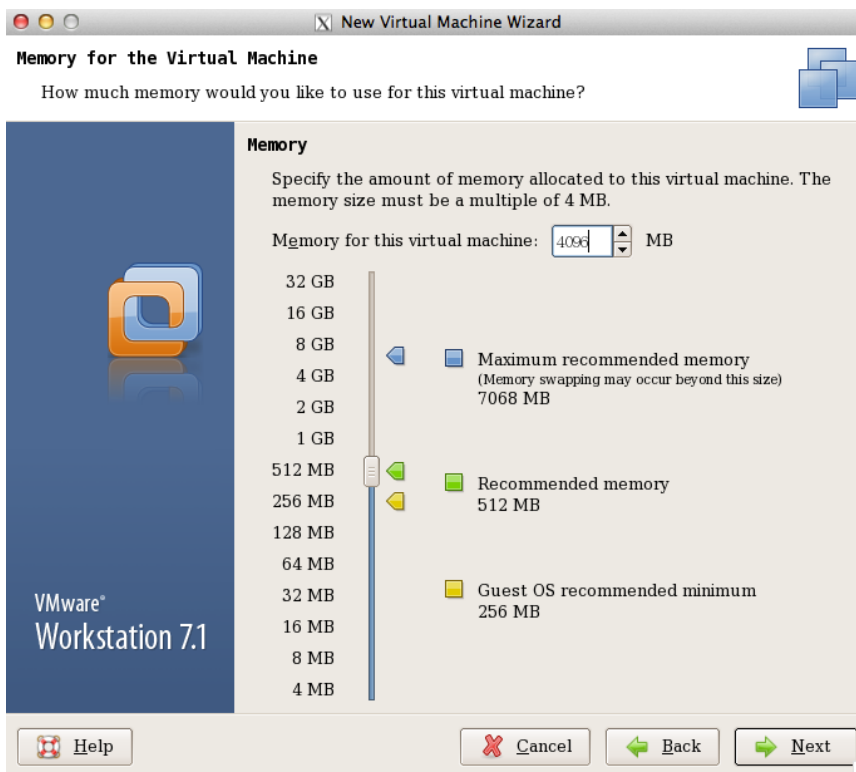 New Virtual Machine Wizard
Memory for the Virtual Machine
How much memory would you like to use for this virtual machine?
Memory
Specify the amount of memory allocated to this virtual machine. The
memory size must be a multiple of 4 MB.
Memory for this virtual machine: 4096 MB
32 GB
16 GB
8 GB
4 GB
2 GB
1 GB
512 MB
256 MB
128 MB
64 MB
32 MB
16 MB
8 MB
4 MB
Maximum recommended memory
(Memory swapping may occur beyond this size)
7068 MB
Recommended memory
512 MB
Guest OS recommended minimum
256 MB
VMware®
Workstation 7.1
Help
Cancel
Back
Next